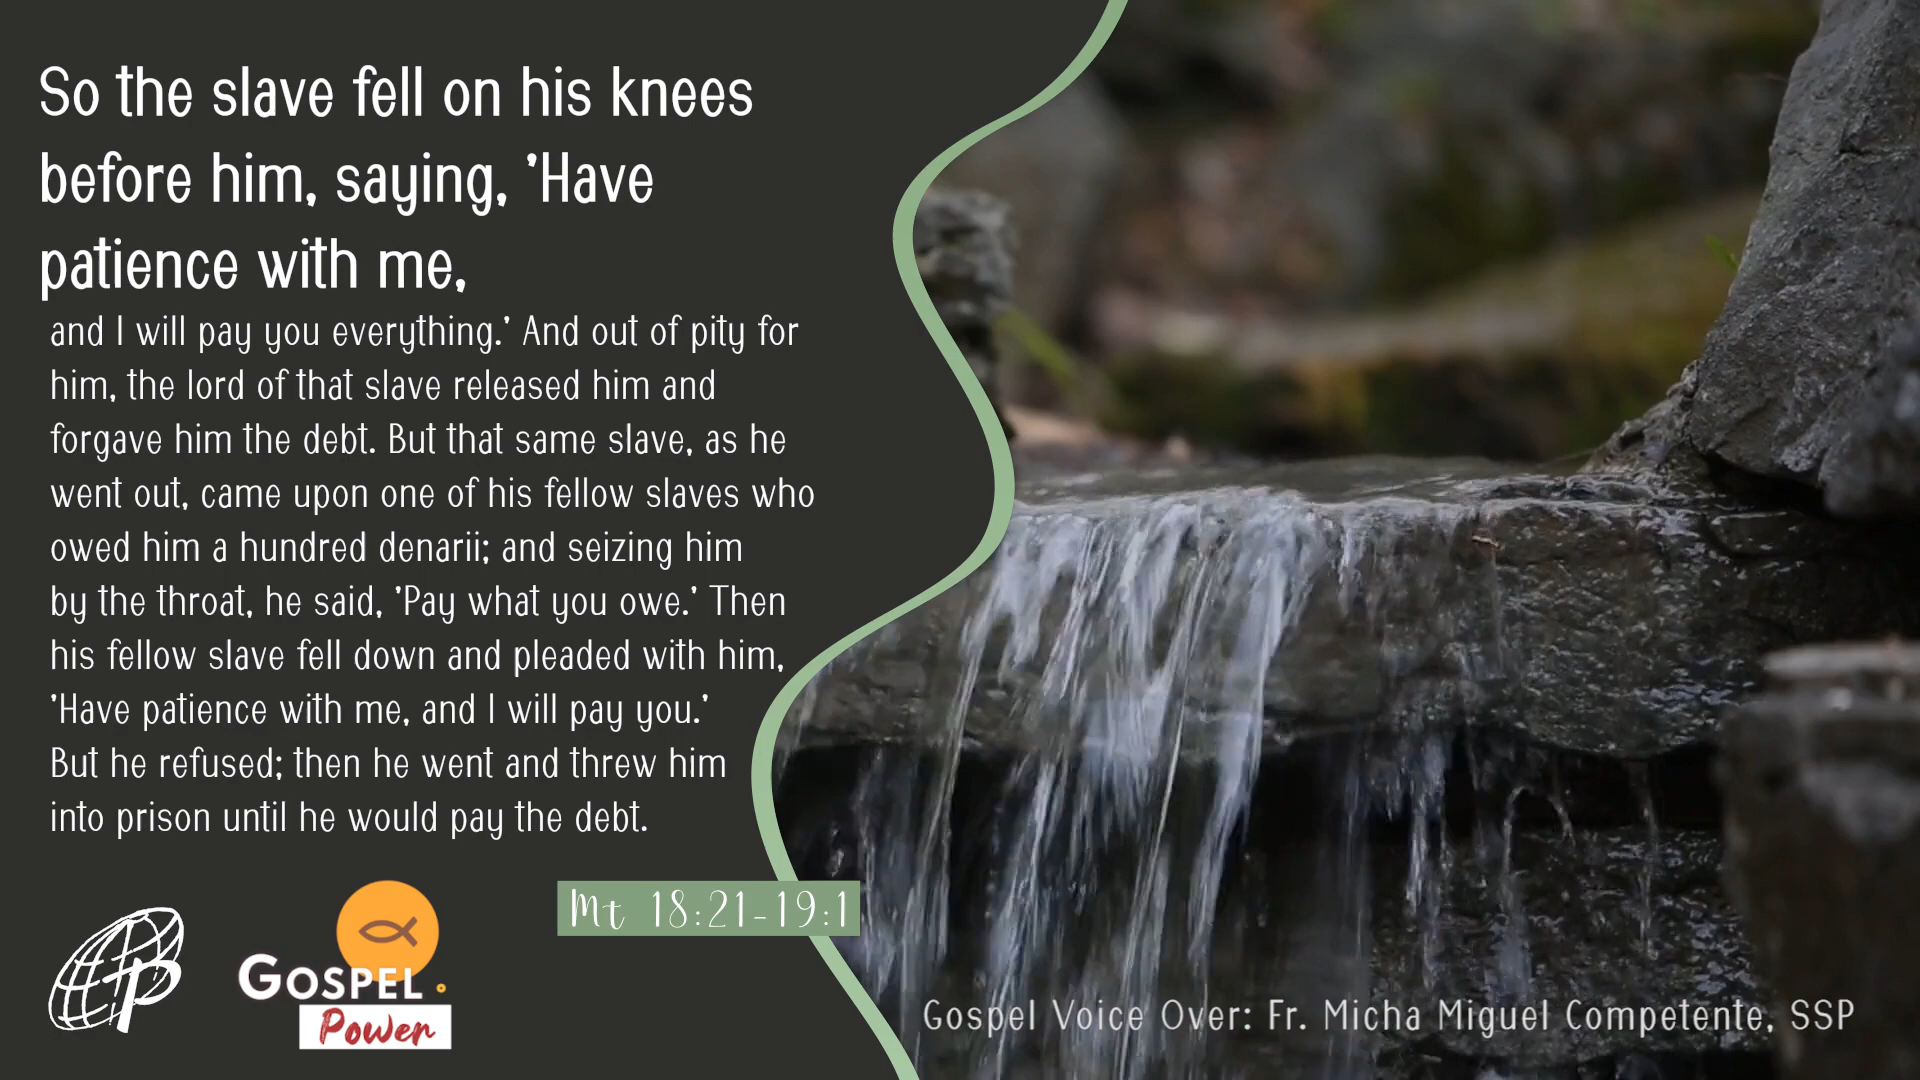 So the slave fell on his knees
before him, saying, 'Have
patience with me,
and I will pay you everything.' And out of pity for
him, the lord of that slave released him and
forgave him the debt. But that same slave, as he
went out, came upon one of his fellow slaves who
owed him a hundred denarii; and seizing him
by the throat, he said, 'Pay what you owe.' Then
his fellow slave fell down and pleaded with him,
'Have patience with me, and I will pay you.'
But he refused; then he went and threw him
into prison until he would pay the debt.
Mt 18:21-19:1
GOSPEL
Power
Gospel Voice Over: Fr. Micha Miguel Competente, SSP